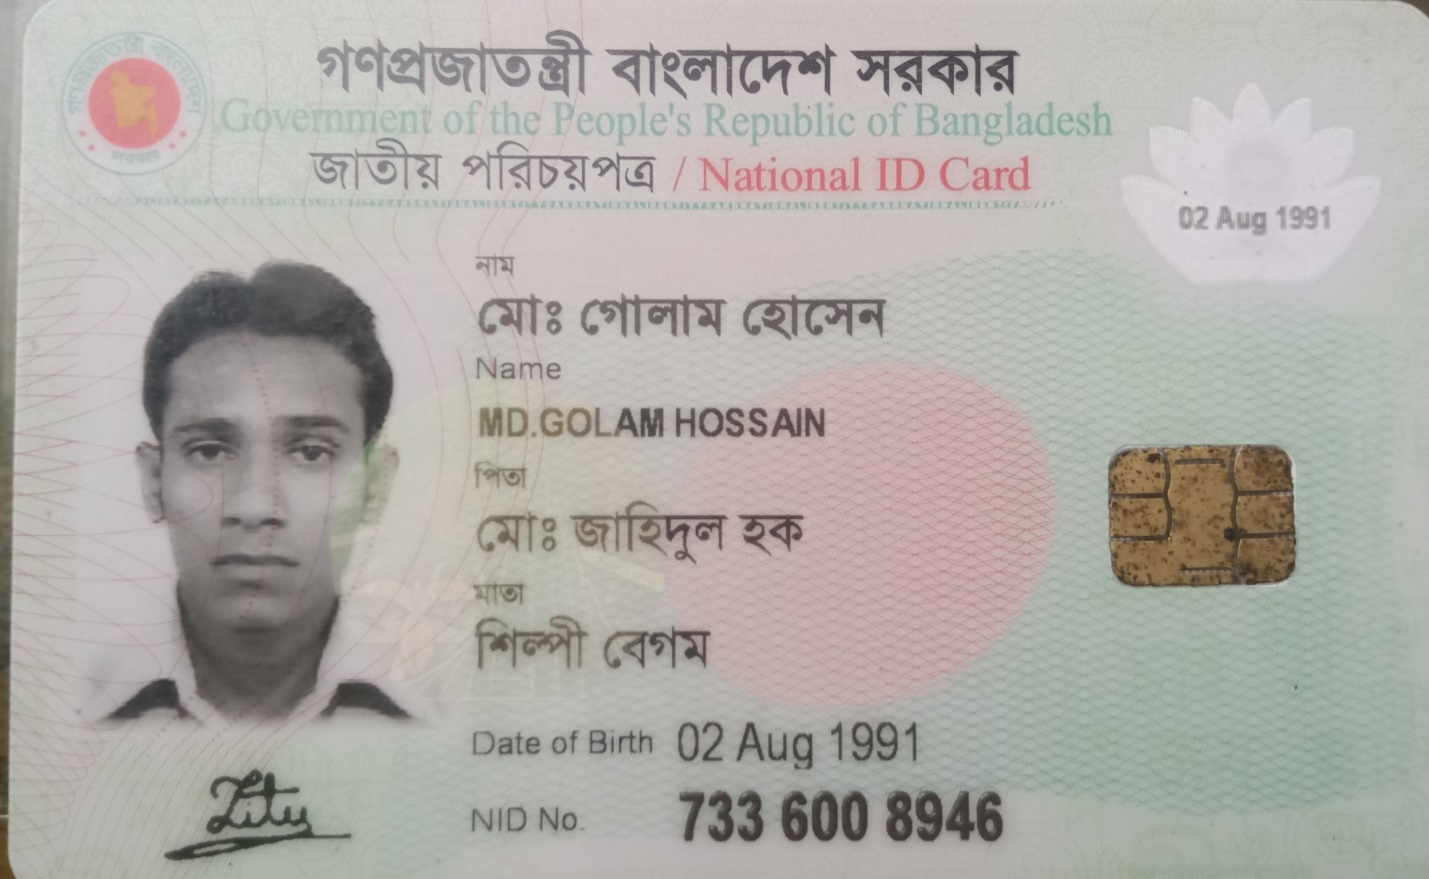 গণপ্রজাতন্ত্রী বাংলাদেশ সরকার
Government of the People's Republic of Bangladesh
জাতীয় পরিচয়পত্র / National ID Card
02 Aug 1991
নাম
মোঃ গোলাম হোসেন
Name
MD.GOLAM HOSSAIN
পিতা
মোঃ জাহিদুল হক
মাতা
শিল্পী বেগম
Date of Birth 02 Aug 1991
NID No. 733 600 8946